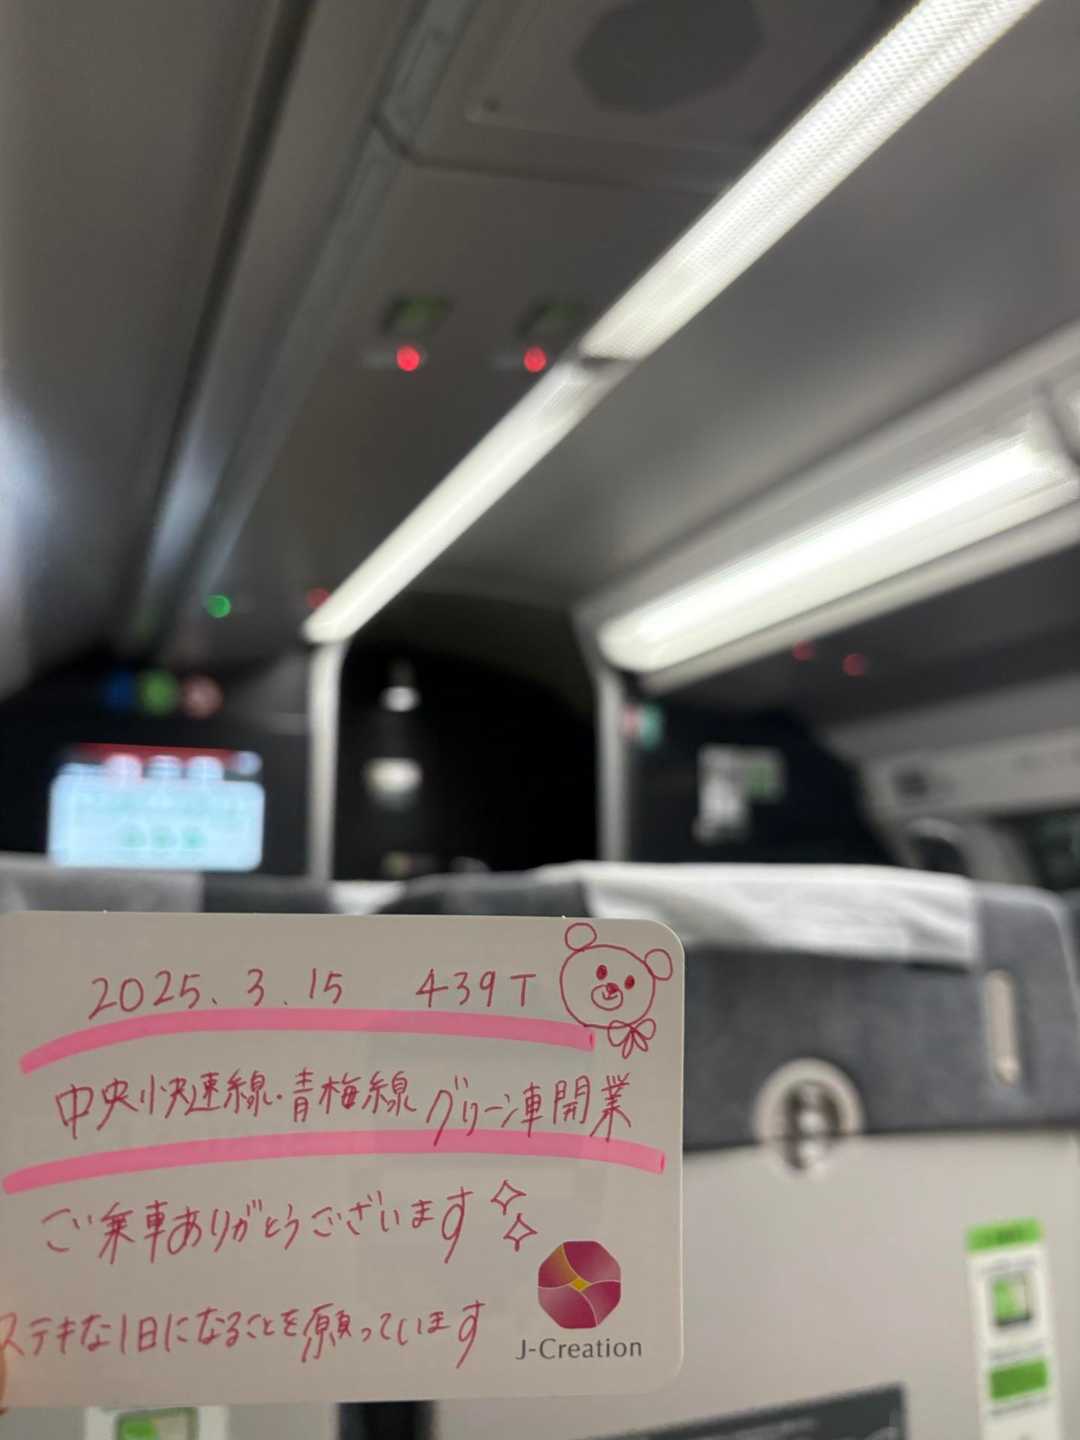 2025.3.15 439T
中央快速線・青梅線グリーン車開業
ご乗車ありがとうございます
ステキな1日になることを願っています
J-Creation